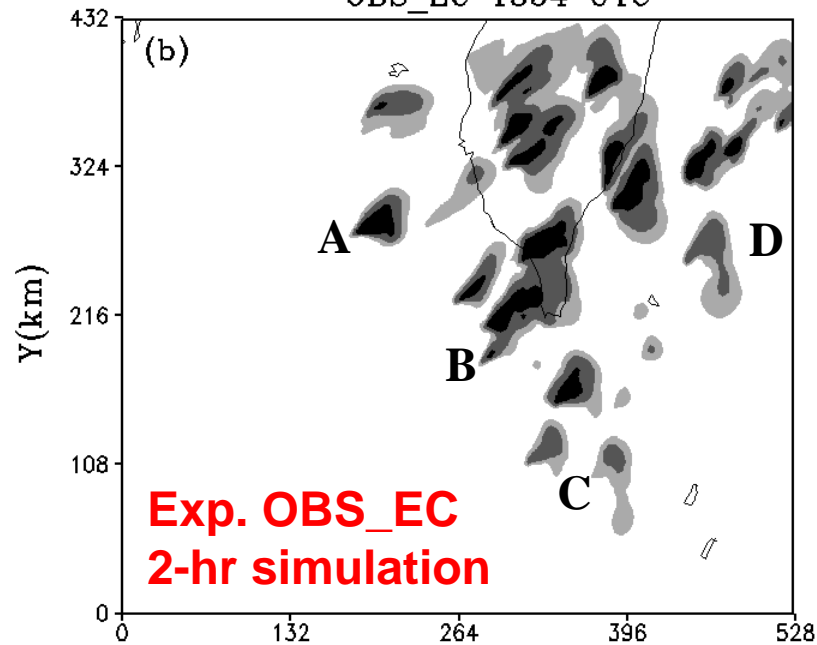 432
(b)
324
A
D
Y(km)
216
B
108
C
Exp. OBS_EC
2-hr simulation
0
0 132 264 396 528